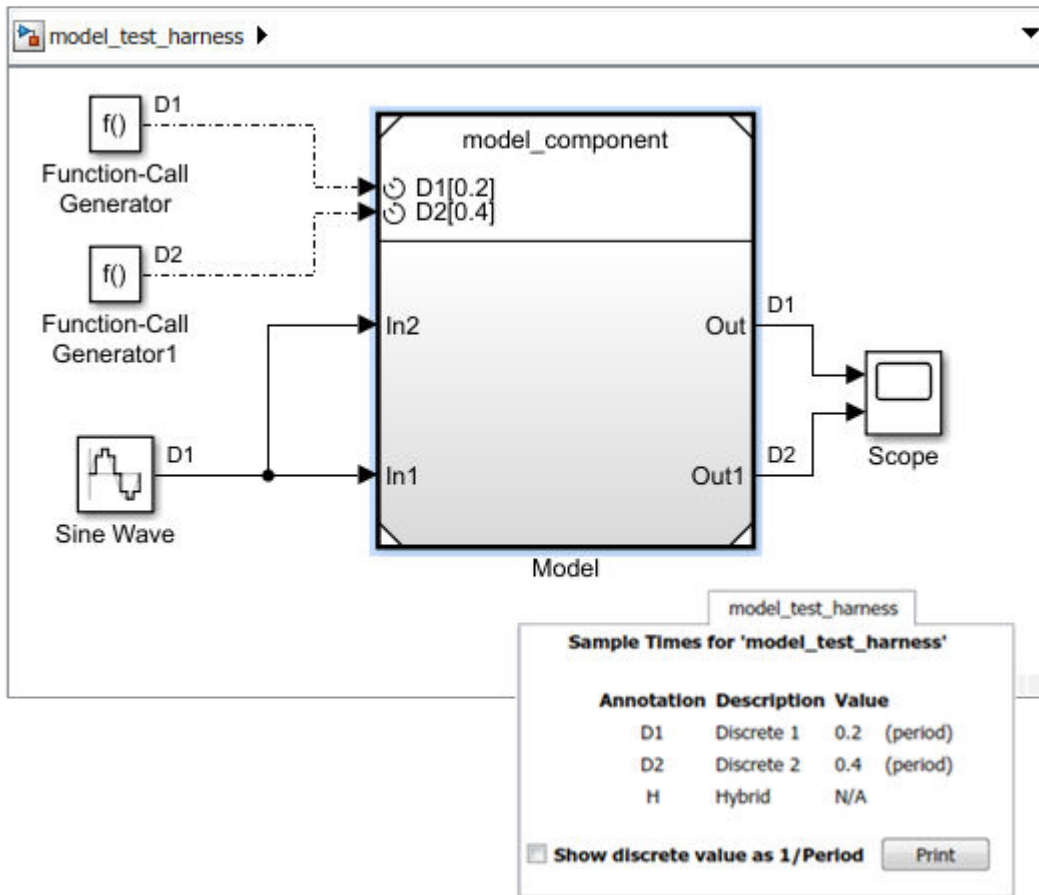 model_test_harness
D1
f()
Function-Call
Generator
D2
f()
Function-Call
Generator1
D1
Sine Wave
model_component
D1[0.2]
D2[0.4]
In2
Out
In1
Out1
Model
D1
D2
Scope
model_test_harness
Sample Times for 'model_test_harness'
Annotation Description Value
D1 Discrete 1 0.2 (period)
D2 Discrete 2 0.4 (period)
H Hybrid N/A
Show discrete value as 1/Period Print